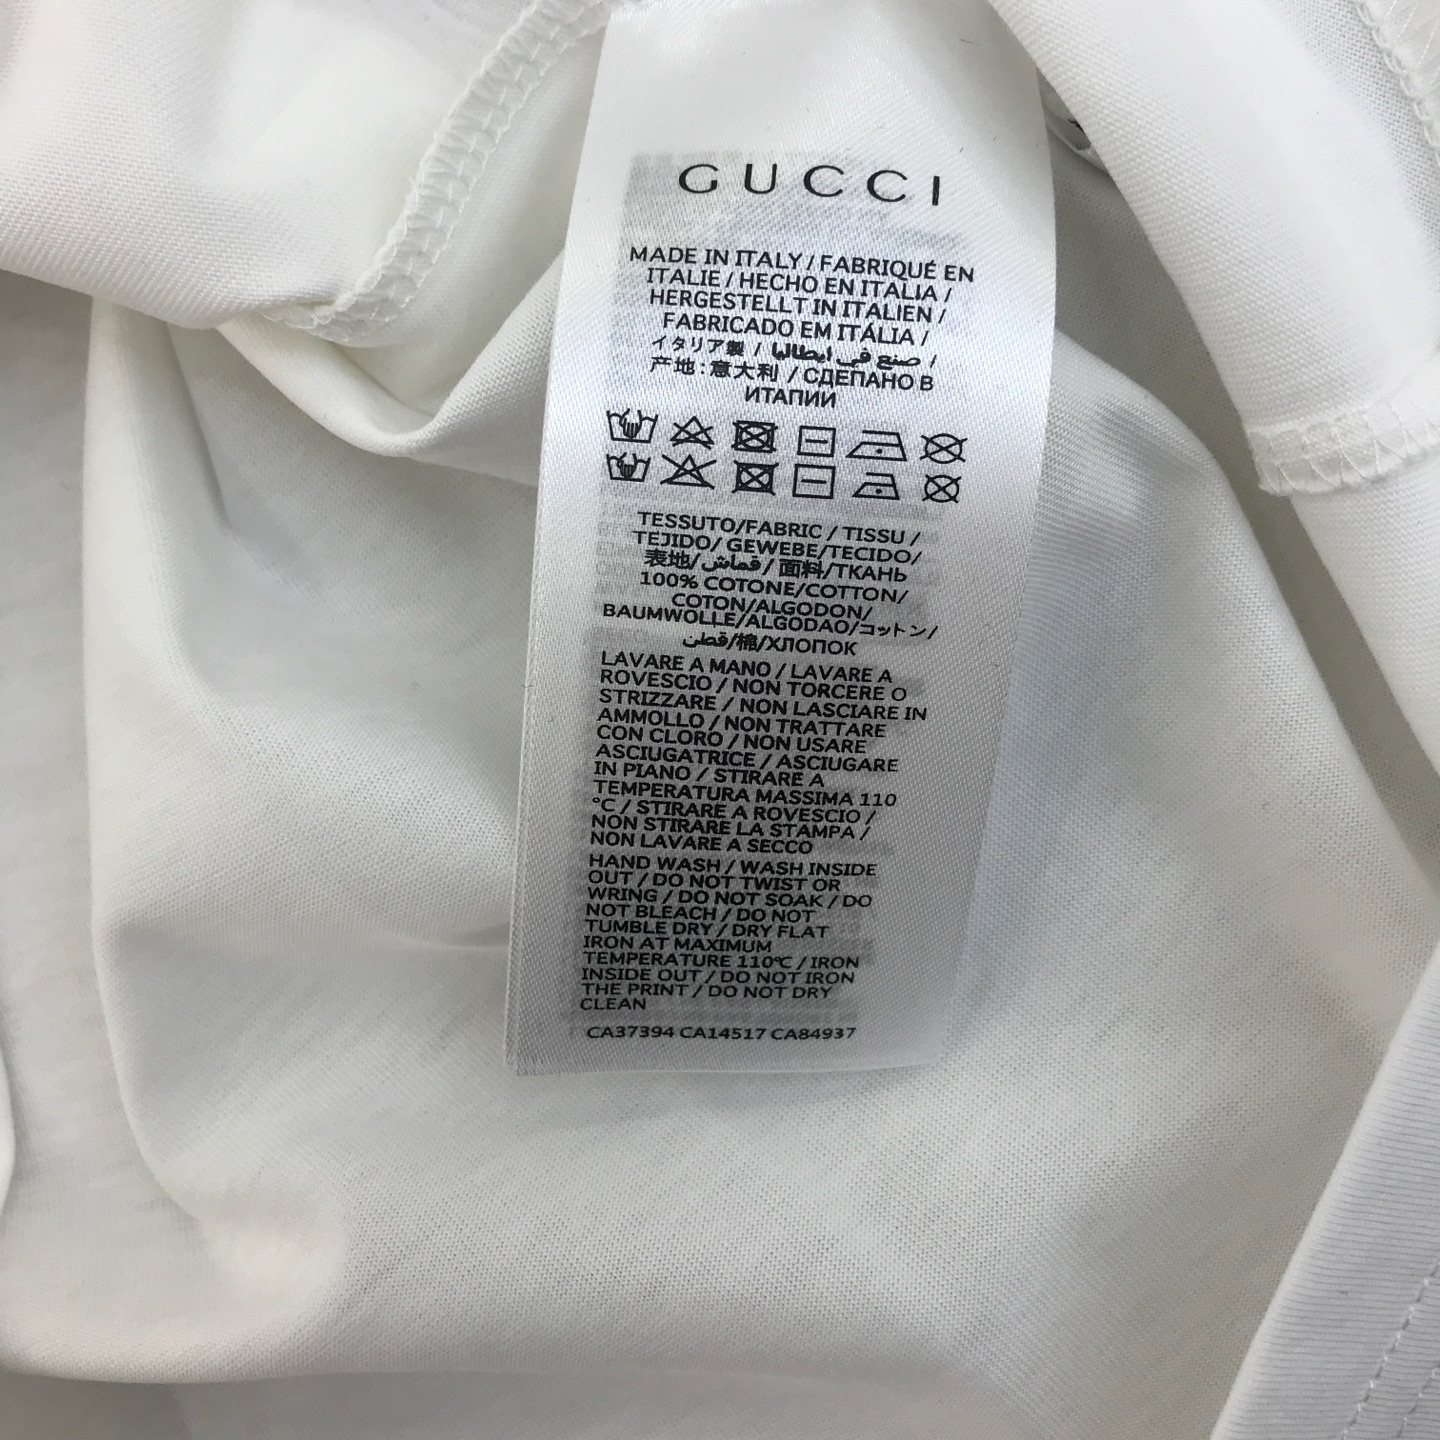 GUCCI
MADE IN ITALY / FABRIQUÉ EN
ITALIE / HECHO EN ITALIA /
HERGESTELLT IN ITALIEN /
FABRICADO EM ITÁLIA /
イタリア製 / صنع في ايطاليا /
产地:意大利 / СДЕПАНО В
ИТАПИИ
TESSUTO/FABRIC / TISSU /
TEJIDO/ GEWEBE/TECIDO/
表地/قماش/ 面料/ТКАНЬ
100% COTONE/COTTON/
COTON/ALGODON/
BAUMWOLLE/ALGODAO/コットン/
قطن/棉/ХЛОПОК
LAVARE A MANO / LAVARE A
ROVESCIO / NON TORCERE O
STRIZZARE / NON LASCIARE IN
AMMOLLO / NON TRATTARE
CON CLORO / NON USARE
ASCIUGATRICE / ASCIUGARE
IN PIANO / STIRARE A
TEMPERATURA MASSIMA 110
°C / STIRARE A ROVESCIO /
NON STIRARE LA STAMPA /
NON LAVARE A SECCO
HAND WASH / WASH INSIDE
OUT / DO NOT TWIST OR
WRING / DO NOT SOAK / DO
NOT BLEACH / DO NOT
TUMBLE DRY / DRY FLAT
IRON AT MAXIMUM
TEMPERATURE 110°C / IRON
INSIDE OUT / DO NOT IRON
THE PRINT / DO NOT DRY
CLEAN
CA37394 CA14517 CA84937